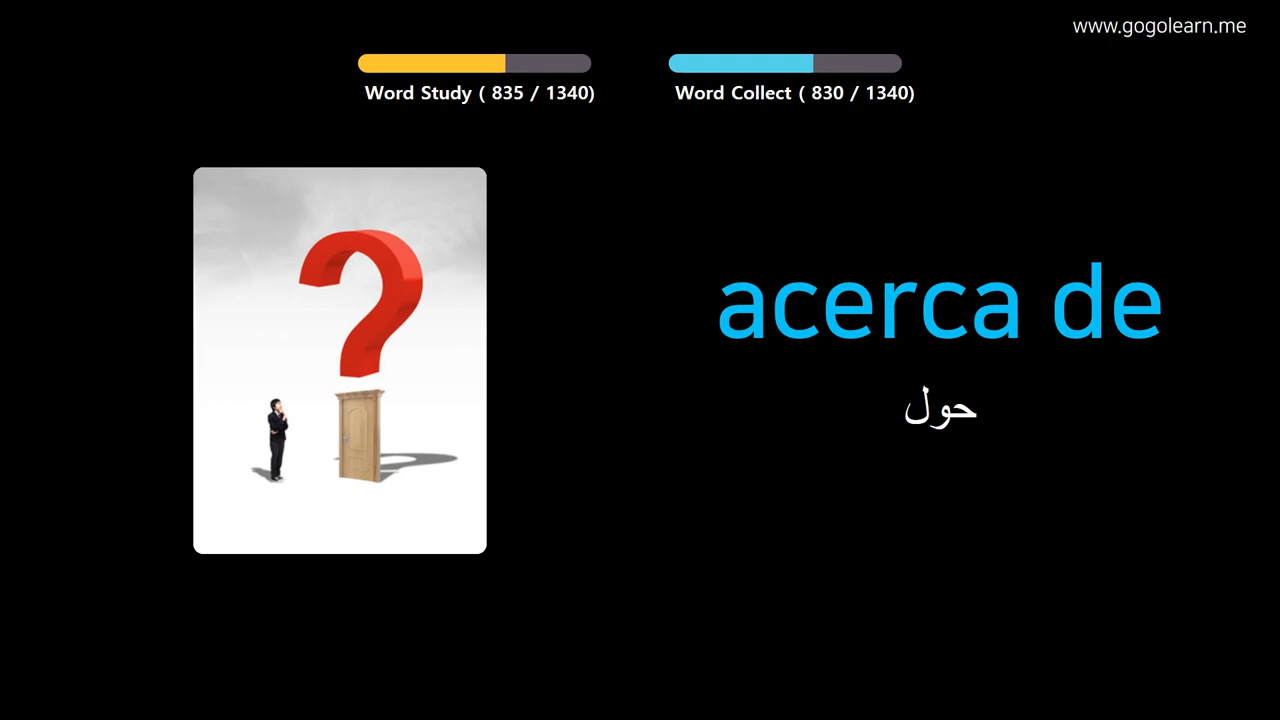 www.gogolearn.me
Word Study ( 835 / 1340)
Word Collect ( 830 / 1340)
acerca de
حول